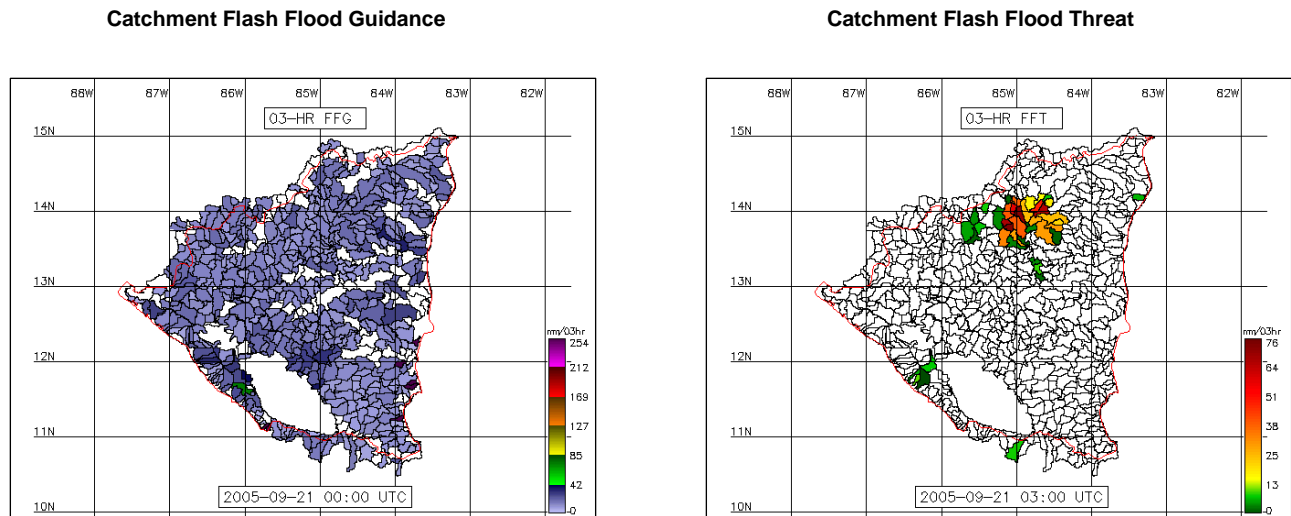 Catchment Flash Flood Guidance
Catchment Flash Flood Threat
88W 87W 86W 85W 84W 83W 82W
03-HR FFG
15N
14N
13N
12N
11N
10N
mm/03hr
254
212
169
127
85
42
0
2005-09-21 00:00 UTC
88W 87W 86W 85W 84W 83W 82W
03-HR FFT
15N
14N
13N
12N
11N
10N
mm/03hr
76
64
51
38
25
13
0
2005-09-21 03:00 UTC